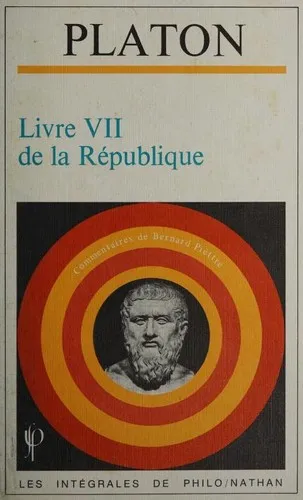 PLATON
Livre VII
de la République
Commentaires de Bernard Piettre
LES INTÉGRALES DE PHILO/NATHAN